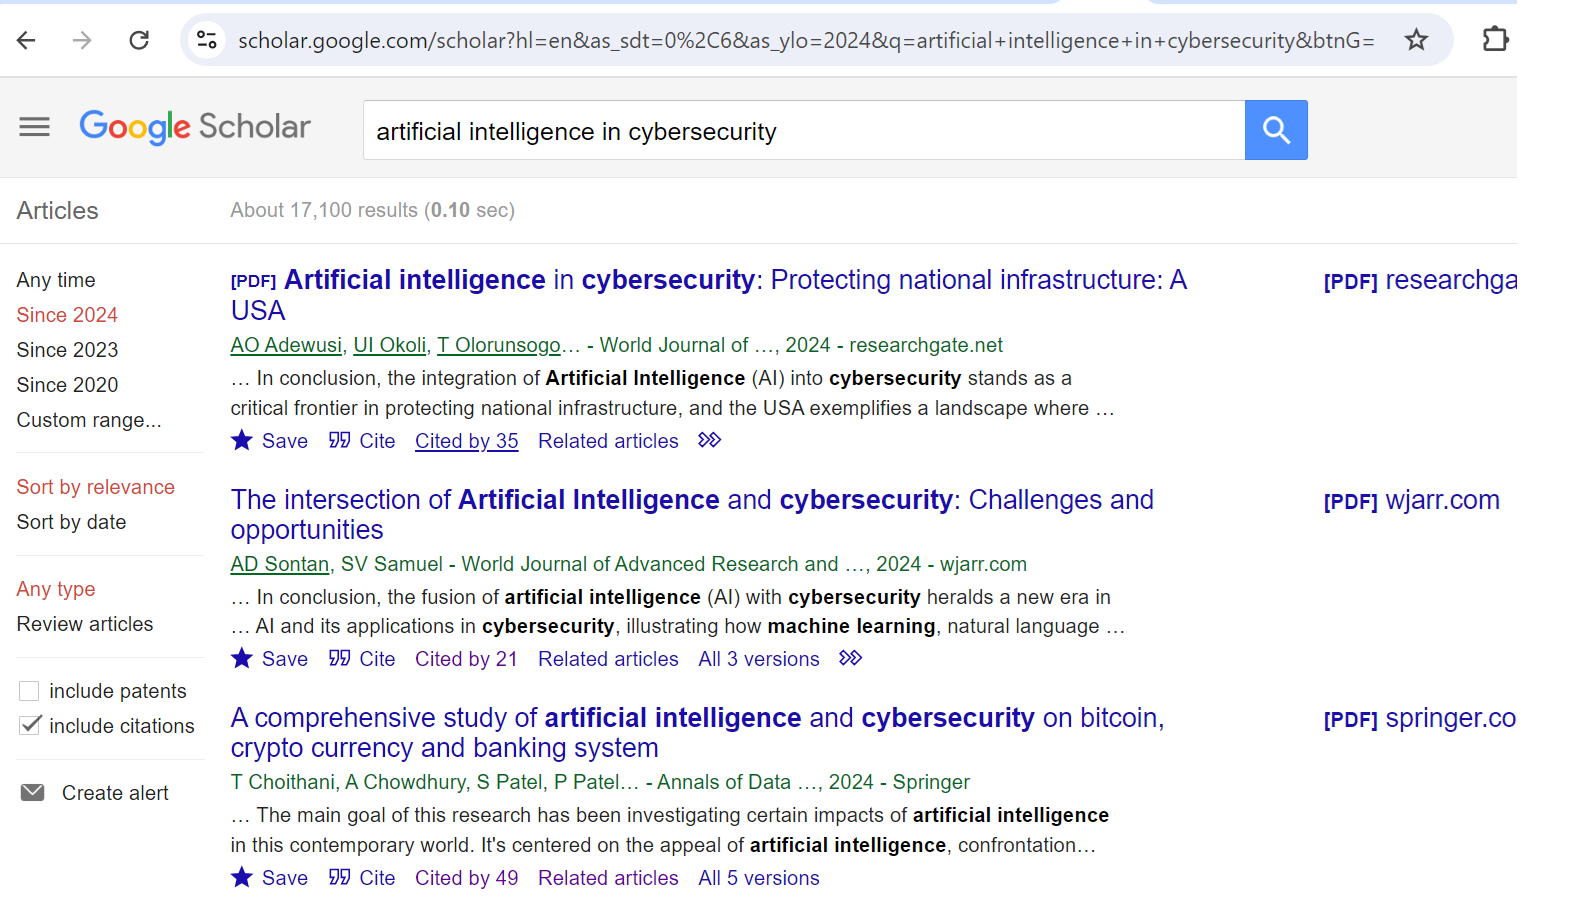 scholar.google.com/scholar?hl=en&as_sdt=0%2C6&as_ylo=2024&q=artificial+intelligence+in+cybersecurity&btnG=
Google Scholar
artificial intelligence in cybersecurity
Articles
About 17,100 results (0.10 sec)
Any time
Since 2024
Since 2023
Since 2020
Custom range...
Sort by relevance
Sort by date
Any type
Review articles
include patents
include citations
Create alert
[PDF] Artificial intelligence in cybersecurity: Protecting national infrastructure: A
USA
AO Adewusi, UI Okoli, T Olorunsogo… - World Journal of …, 2024 - researchgate.net
… In conclusion, the integration of Artificial Intelligence (AI) into cybersecurity stands as a
critical frontier in protecting national infrastructure, and the USA exemplifies a landscape where …
Save Cite Cited by 35 Related articles
[PDF] researchga
The intersection of Artificial Intelligence and cybersecurity: Challenges and
opportunities
AD Sontan, SV Samuel - World Journal of Advanced Research and …, 2024 - wjarr.com
… In conclusion, the fusion of artificial intelligence (AI) with cybersecurity heralds a new era in
… AI and its applications in cybersecurity, illustrating how machine learning, natural language …
Save Cite Cited by 21 Related articles All 3 versions
[PDF] wjarr.com
A comprehensive study of artificial intelligence and cybersecurity on bitcoin,
crypto currency and banking system
T Choithani, A Chowdhury, S Patel, P Patel… - Annals of Data …, 2024 - Springer
… The main goal of this research has been investigating certain impacts of artificial intelligence
in this contemporary world. It's centered on the appeal of artificial intelligence, confrontation…
Save Cite Cited by 49 Related articles All 5 versions
[PDF] springer.co